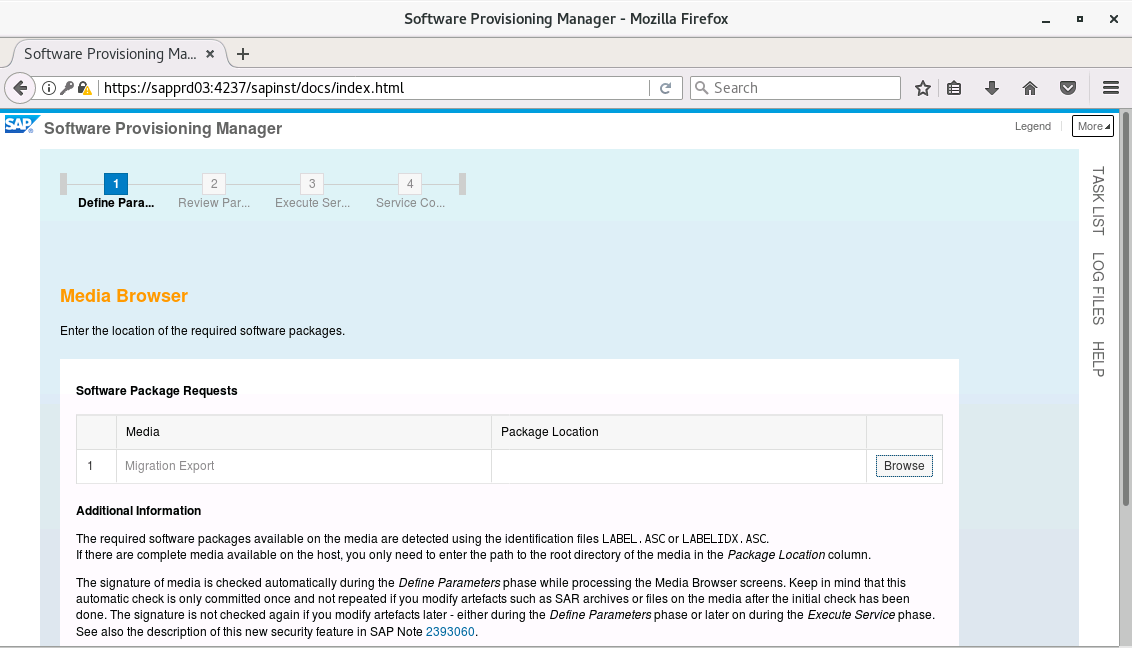 Software Provisioning Manager - Mozilla Firefox
Software Provisioning Ma...
https://sapprd03:4237/sapinst/docs/index.html
Search
SAP
Software Provisioning Manager
Legend
More
1
2
3
4
Define Para...
Review Par...
Execute Ser...
Service Co...
TASK LIST
LOG FILES
HELP
Media Browser
Enter the location of the required software packages.
Software Package Requests
Media
Package Location
1
Migration Export
Browse
Additional Information
The required software packages available on the media are detected using the identification files LABEL.ASC or LABELIDX.ASC.
If there are complete media available on the host, you only need to enter the path to the root directory of the media in the Package Location column.
The signature of media is checked automatically during the Define Parameters phase while processing the Media Browser screens. Keep in mind that this
automatic check is only committed once and not repeated if you modify artefacts such as SAR archives or files on the media after the initial check has been
done. The signature is not checked again if you modify artefacts later - either during the Define Parameters phase or later on during the Execute Service phase.
See also the description of this new security feature in SAP Note 2393060.